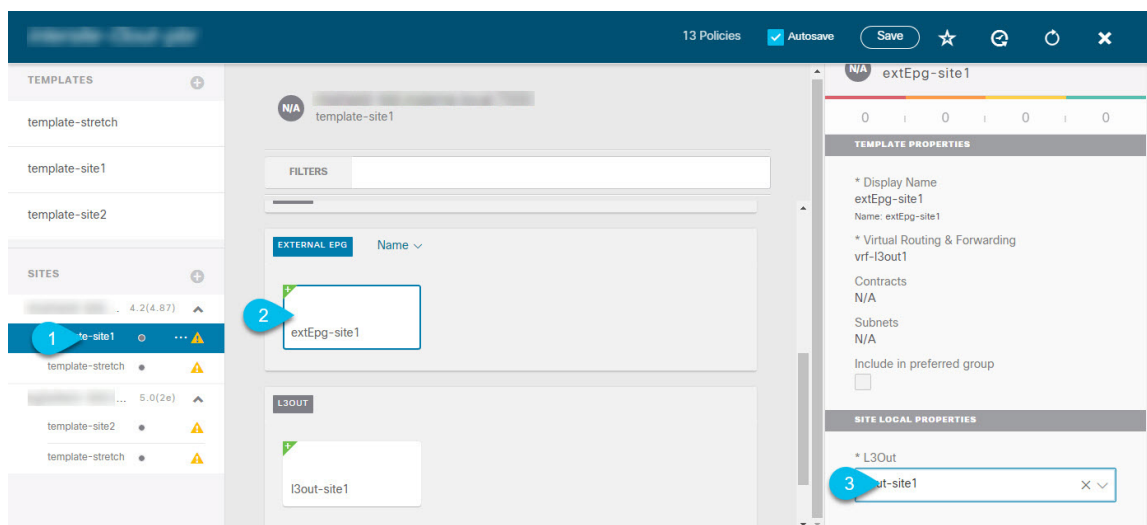 13 Policies
Autosave
Save
TEMPLATES
template-stretch
template-site1
template-site2
SITES
4.2(4.87)
1
te-site1
template-stretch
... 5.0(2e)
template-site2
template-stretch
N/A
template-site1
FILTERS
EXTERNAL EPG Name
2
extEpg-site1
L3OUT
l3out-site1
N/A extEpg-site1
0 0 0 0
TEMPLATE PROPERTIES
* Display Name
extEpg-site1
Name: extEpg-site1
* Virtual Routing & Forwarding
vrf-l3out1
Contracts
N/A
Subnets
N/A
Include in preferred group
SITE LOCAL PROPERTIES
* L3Out
3
ut-site1